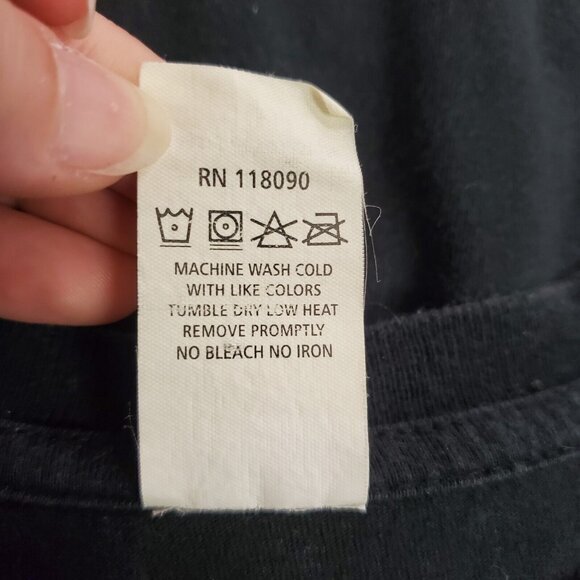 RN 118090
MACHINE WASH COLD
WITH LIKE COLORS
TUMBLE DRY LOW HEAT
REMOVE PROMPTLY
NO BLEACH NO IRON